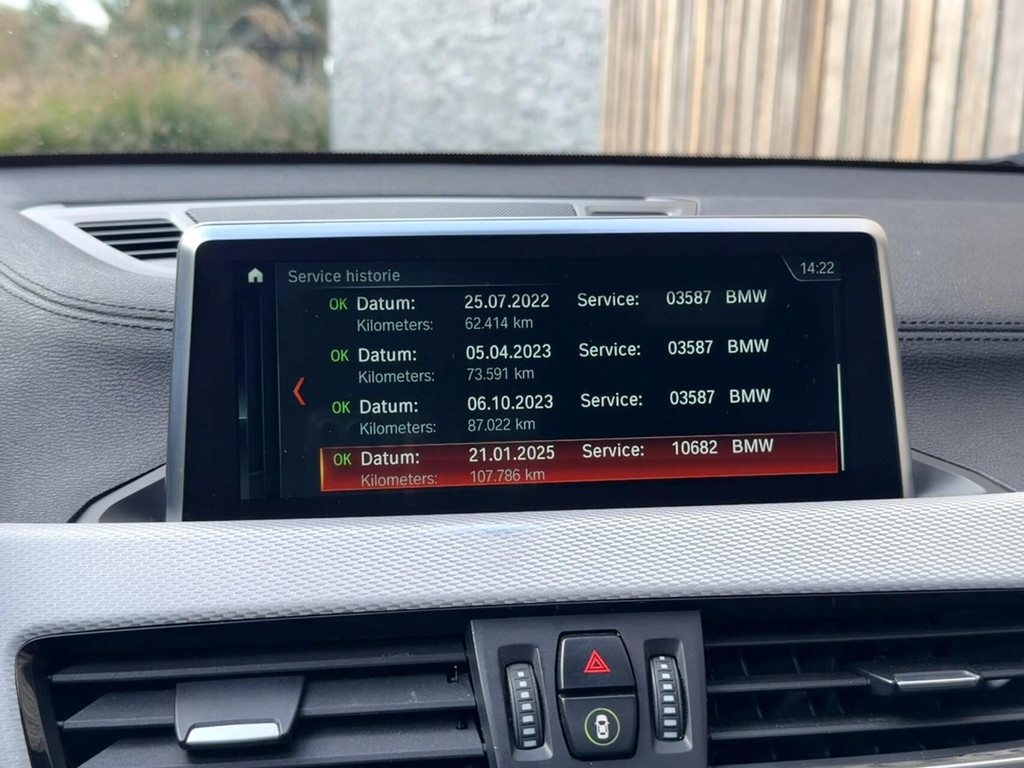 Service historie 14:22
OK Datum: 25.07.2022 Service: 03587 BMW
Kilometers: 62.414 km
OK Datum: 05.04.2023 Service: 03587 BMW
Kilometers: 73.591 km
OK Datum: 06.10.2023 Service: 03587 BMW
Kilometers: 87.022 km
OK Datum: 21.01.2025 Service: 10682 BMW
Kilometers: 107.786 km